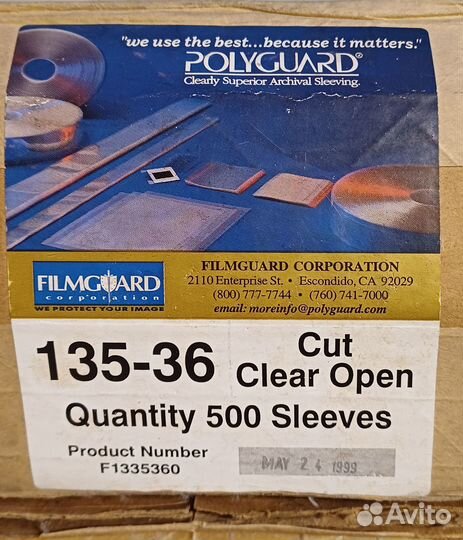 "we use the best...because it matters."
POLYGUARD®
Clearly Superior Archival Sleeving.
FILMGUARD
corporation
WE PROTECT YOUR IMAGE
FILMGUARD CORPORATION
2110 Enterprise St. • Escondido, CA 92029
(800) 777-7744 • (760) 741-7000
email: moreinfo@polyguard.com
135-36
Cut
Clear Open
Quantity 500 Sleeves
Product Number
F1335360
MAY 24 1999
Avito